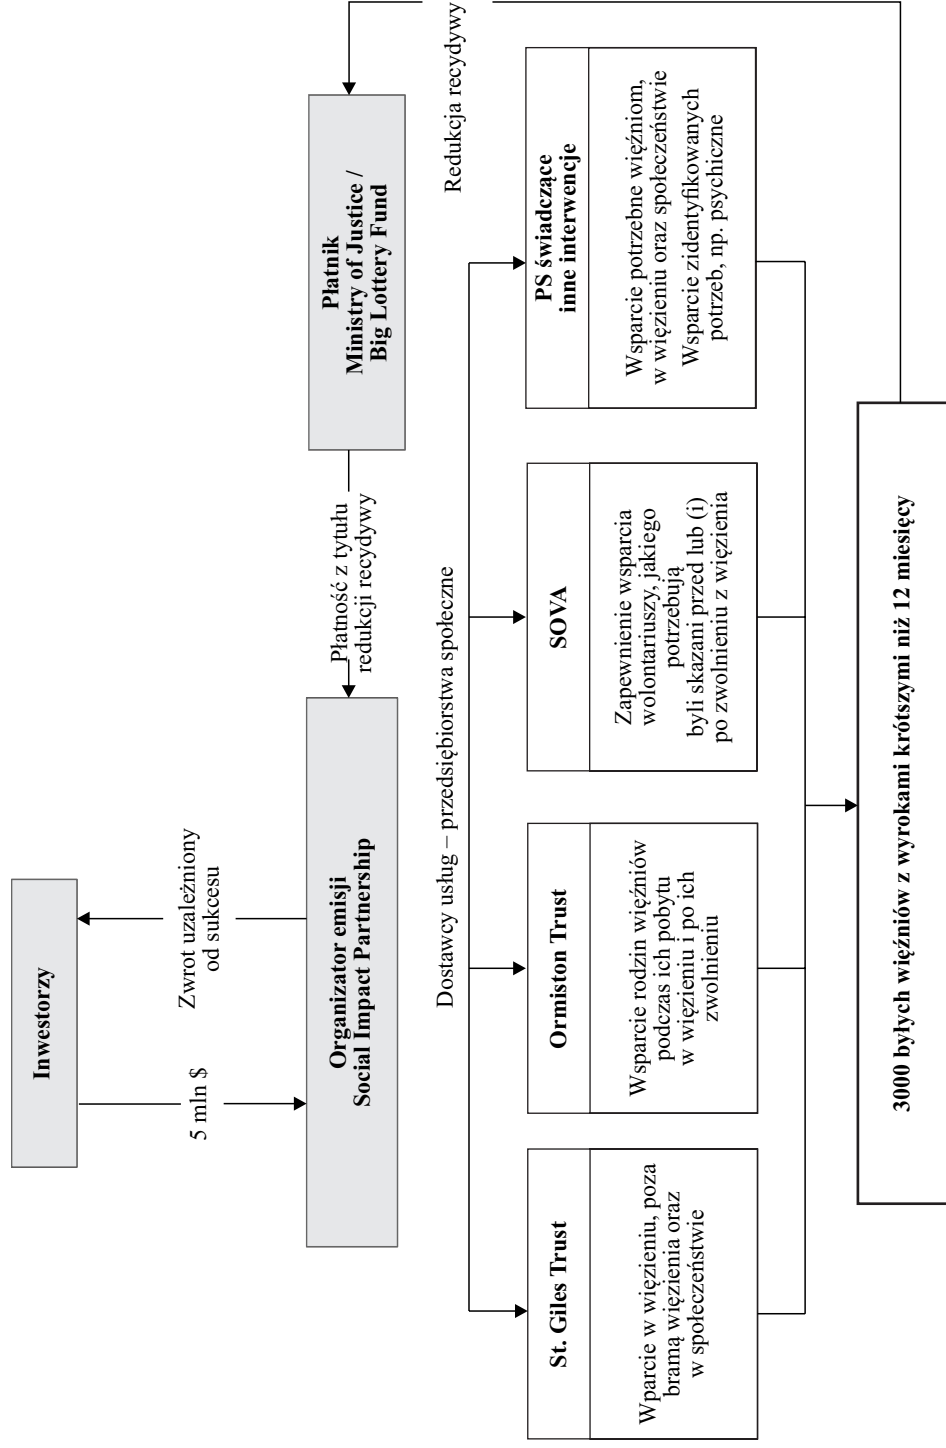 Inwestorzy
5 mln $
Zwrot uzależniony
od sukcesu
Organizator emisji
Social Impact Partnership
Płatność z tytułu
redukcji recydywy
Płatnik
Ministry of Justice /
Big Lottery Fund
Redukcja recydywy
Dostawcy usług – przedsiębiorstwa społeczne
St. Giles Trust
Wparcie w więzieniu, poza
bramą więzienia oraz
w społeczeństwie
Ormiston Trust
Wsparcie rodzin więźniów
podczas ich pobytu
w więzieniu i po ich
zwolnieniu
SOVA
Zapewnienie wsparcia
wolontariuszy, jakiego
potrzebują
byli skazani przed lub (i)
po zwolnieniu z więzienia
PS świadczące
inne interwencje
Wsparcie potrzebne więźniom,
w więzieniu oraz społeczeństwie
Wsparcie zidentyfikowanych
potrzeb, np. psychiczne
3000 byłych więźniów z wyrokami krótszymi niż 12 miesięcy